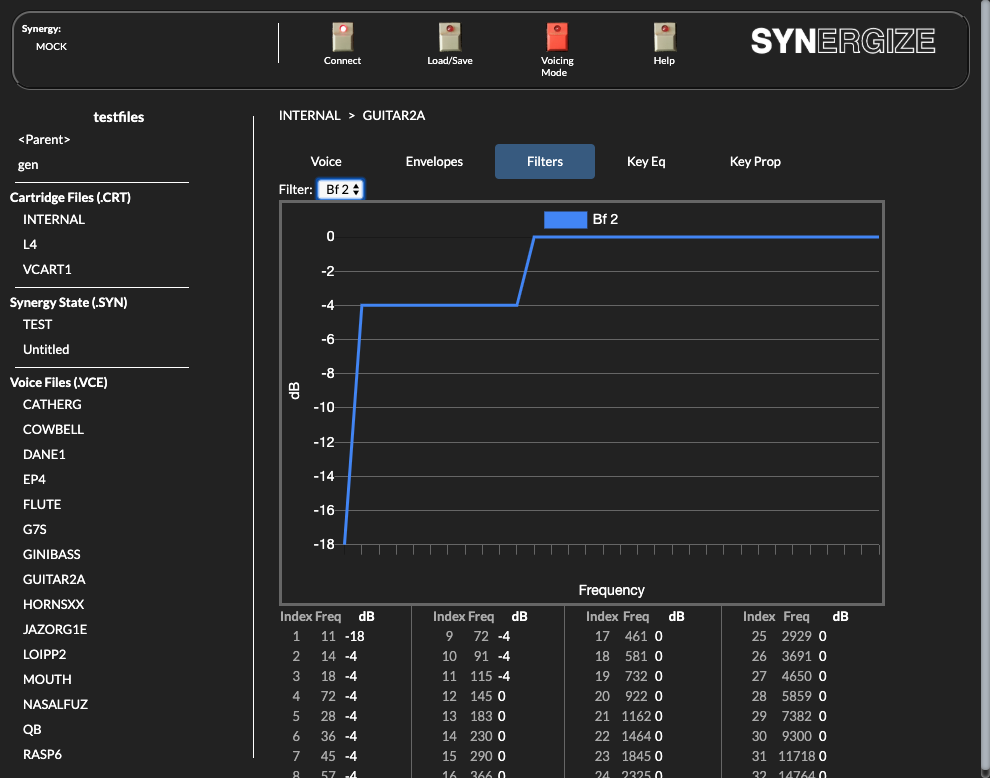 Synergy:
MOCK
Connect
Load/Save
Voicing
Mode
Help
SYNERGIZE
testfiles
<Parent>
gen
Cartridge Files (.CRT)
INTERNAL
L4
VCART1
Synergy State (.SYN)
TEST
Untitled
Voice Files (.VCE)
CATHERG
COWBELL
DANE1
EP4
FLUTE
G7S
GINIBASS
GUITAR2A
HORNSXX
JAZORG1E
LOIPP2
MOUTH
NASALFUZ
QB
RASP6
INTERNAL > GUITAR2A
Voice Envelopes Filters Key Eq Key Prop
Filter: Bf 2
Bf 2
0
-2
-4
-6
-8
-10
-12
-14
-16
-18
dB
Frequency
Index Freq dB Index Freq dB Index Freq dB Index Freq dB
1 11 -18 9 72 -4 17 461 0 25 2929 0
2 14 -4 10 91 -4 18 581 0 26 3691 0
3 18 -4 11 115 -4 19 732 0 27 4650 0
4 72 -4 12 145 0 20 922 0 28 5859 0
5 28 -4 13 183 0 21 1162 0 29 7382 0
6 36 -4 14 230 0 22 1464 0 30 9300 0
7 45 -4 15 290 0 23 1845 0 31 11718 0
8 57 -4 16 366 0 24 2325 0 32 14764 0